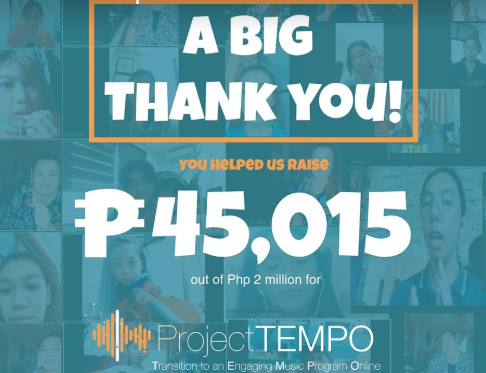 A BIG
THANK YOU!
YOU HELPED US RAISE
₱45,015
out of Php 2 million for
ProjectTEMPO
Transition to an Engaging Music Program Online